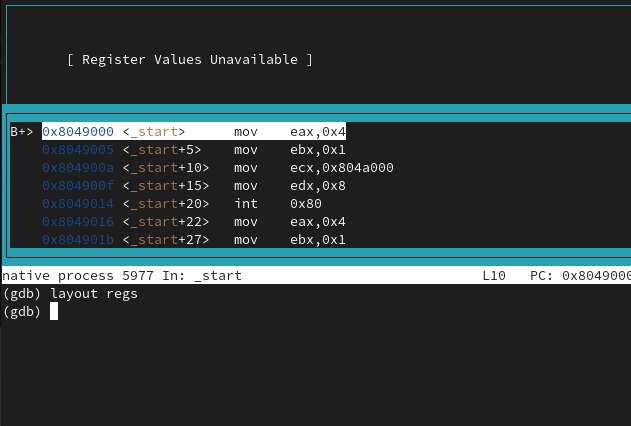 [ Register Values Unavailable ]
B+> 0x8049000 <_start> mov eax,0x4
0x8049005 <_start+5> mov ebx,0x1
0x804900a <_start+10> mov ecx,0x804a000
0x804900f <_start+15> mov edx,0x8
0x8049014 <_start+20> int 0x80
0x8049016 <_start+22> mov eax,0x4
0x804901b <_start+27> mov ebx,0x1
native process 5977 In: _start L10 PC: 0x8049000
(gdb) layout regs
(gdb)